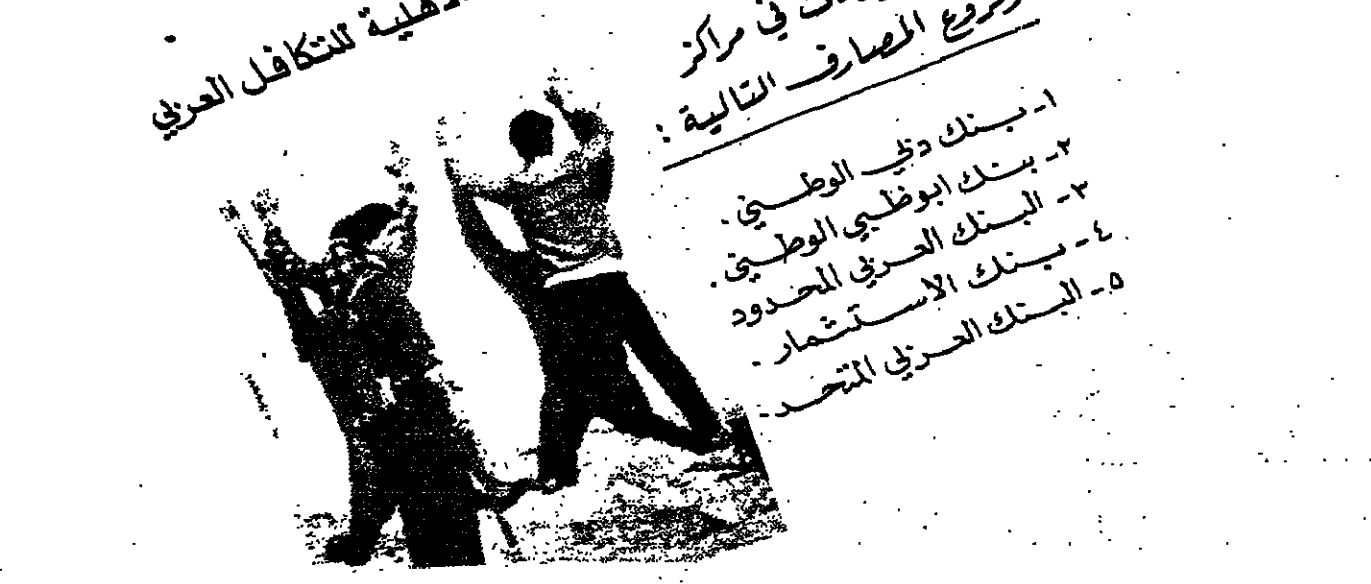 الأهلية للتكافل العربي
في مراكز
وفروع المصارف التالية :
١- بنك دبي الوطني .
٢- بنك ابوظبي الوطني .
٣- البنك العربي المحدود
٤- بنك الاستثمار .
٥- البنك العربي المتحد .